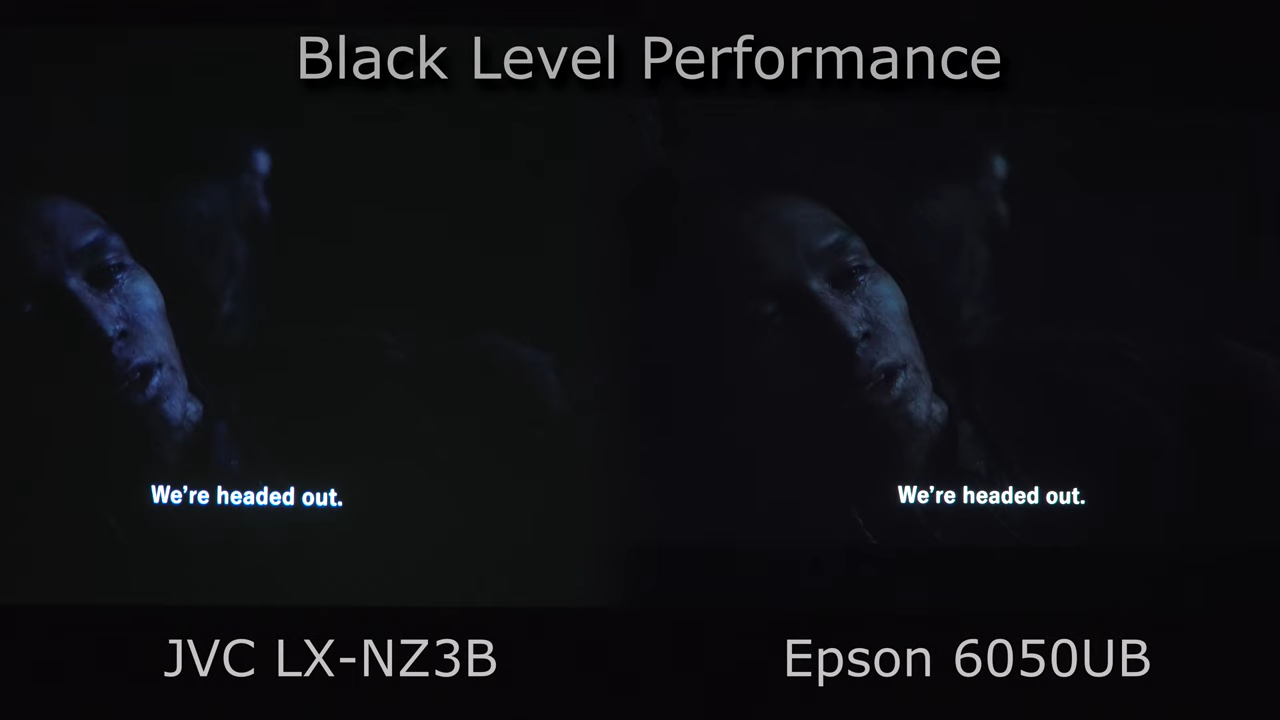 Black Level Performance
We're headed out.
We're headed out.
JVC LX-NZ3B
Epson 6050UB